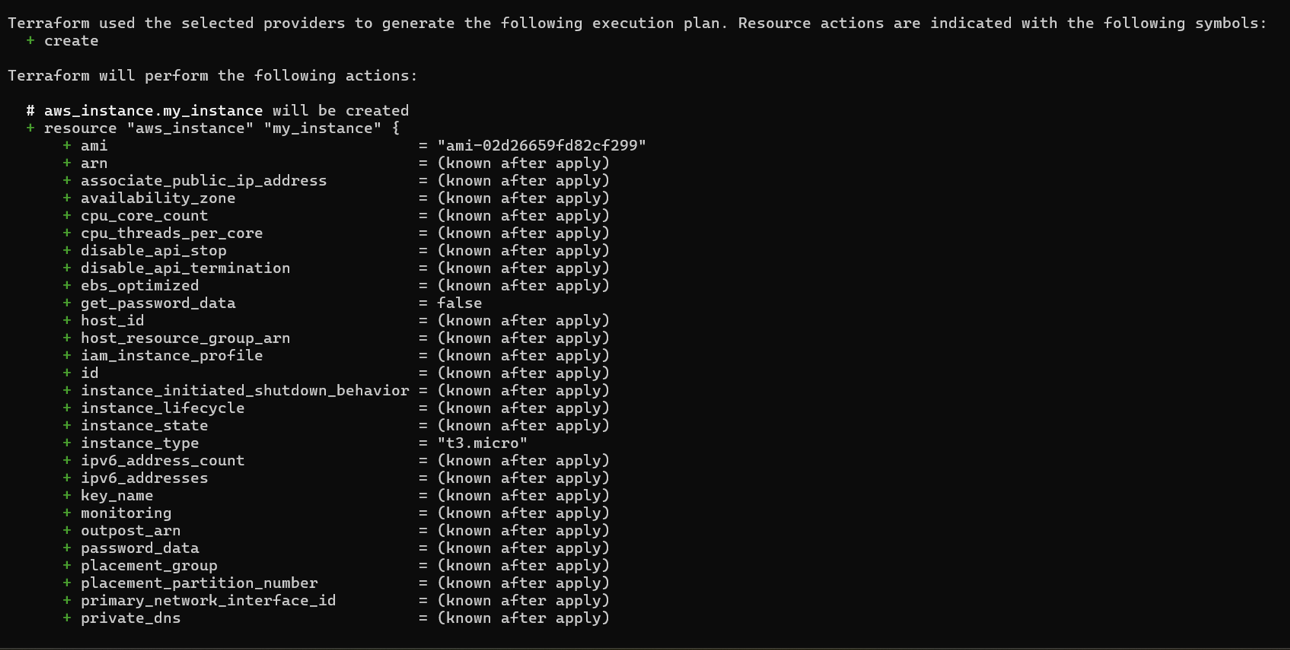 Terraform used the selected providers to generate the following execution plan. Resource actions are indicated with the following symbols:
  + create

Terraform will perform the following actions:

  # aws_instance.my_instance will be created
  + resource "aws_instance" "my_instance" {
      + ami                                  = "ami-02d26659fd82cf299"
      + arn                                  = (known after apply)
      + associate_public_ip_address          = (known after apply)
      + availability_zone                    = (known after apply)
      + cpu_core_count                       = (known after apply)
      + cpu_threads_per_core                 = (known after apply)
      + disable_api_stop                     = (known after apply)
      + disable_api_termination              = (known after apply)
      + ebs_optimized                        = (known after apply)
      + get_password_data                    = false
      + host_id                              = (known after apply)
      + host_resource_group_arn              = (known after apply)
      + iam_instance_profile                 = (known after apply)
      + id                                   = (known after apply)
      + instance_initiated_shutdown_behavior = (known after apply)
      + instance_lifecycle                   = (known after apply)
      + instance_state                       = (known after apply)
      + instance_type                        = "t3.micro"
      + ipv6_address_count                   = (known after apply)
      + ipv6_addresses                       = (known after apply)
      + key_name                             = (known after apply)
      + monitoring                           = (known after apply)
      + outpost_arn                          = (known after apply)
      + password_data                        = (known after apply)
      + placement_group                      = (known after apply)
      + placement_partition_number           = (known after apply)
      + primary_network_interface_id         = (known after apply)
      + private_dns                          = (known after apply)